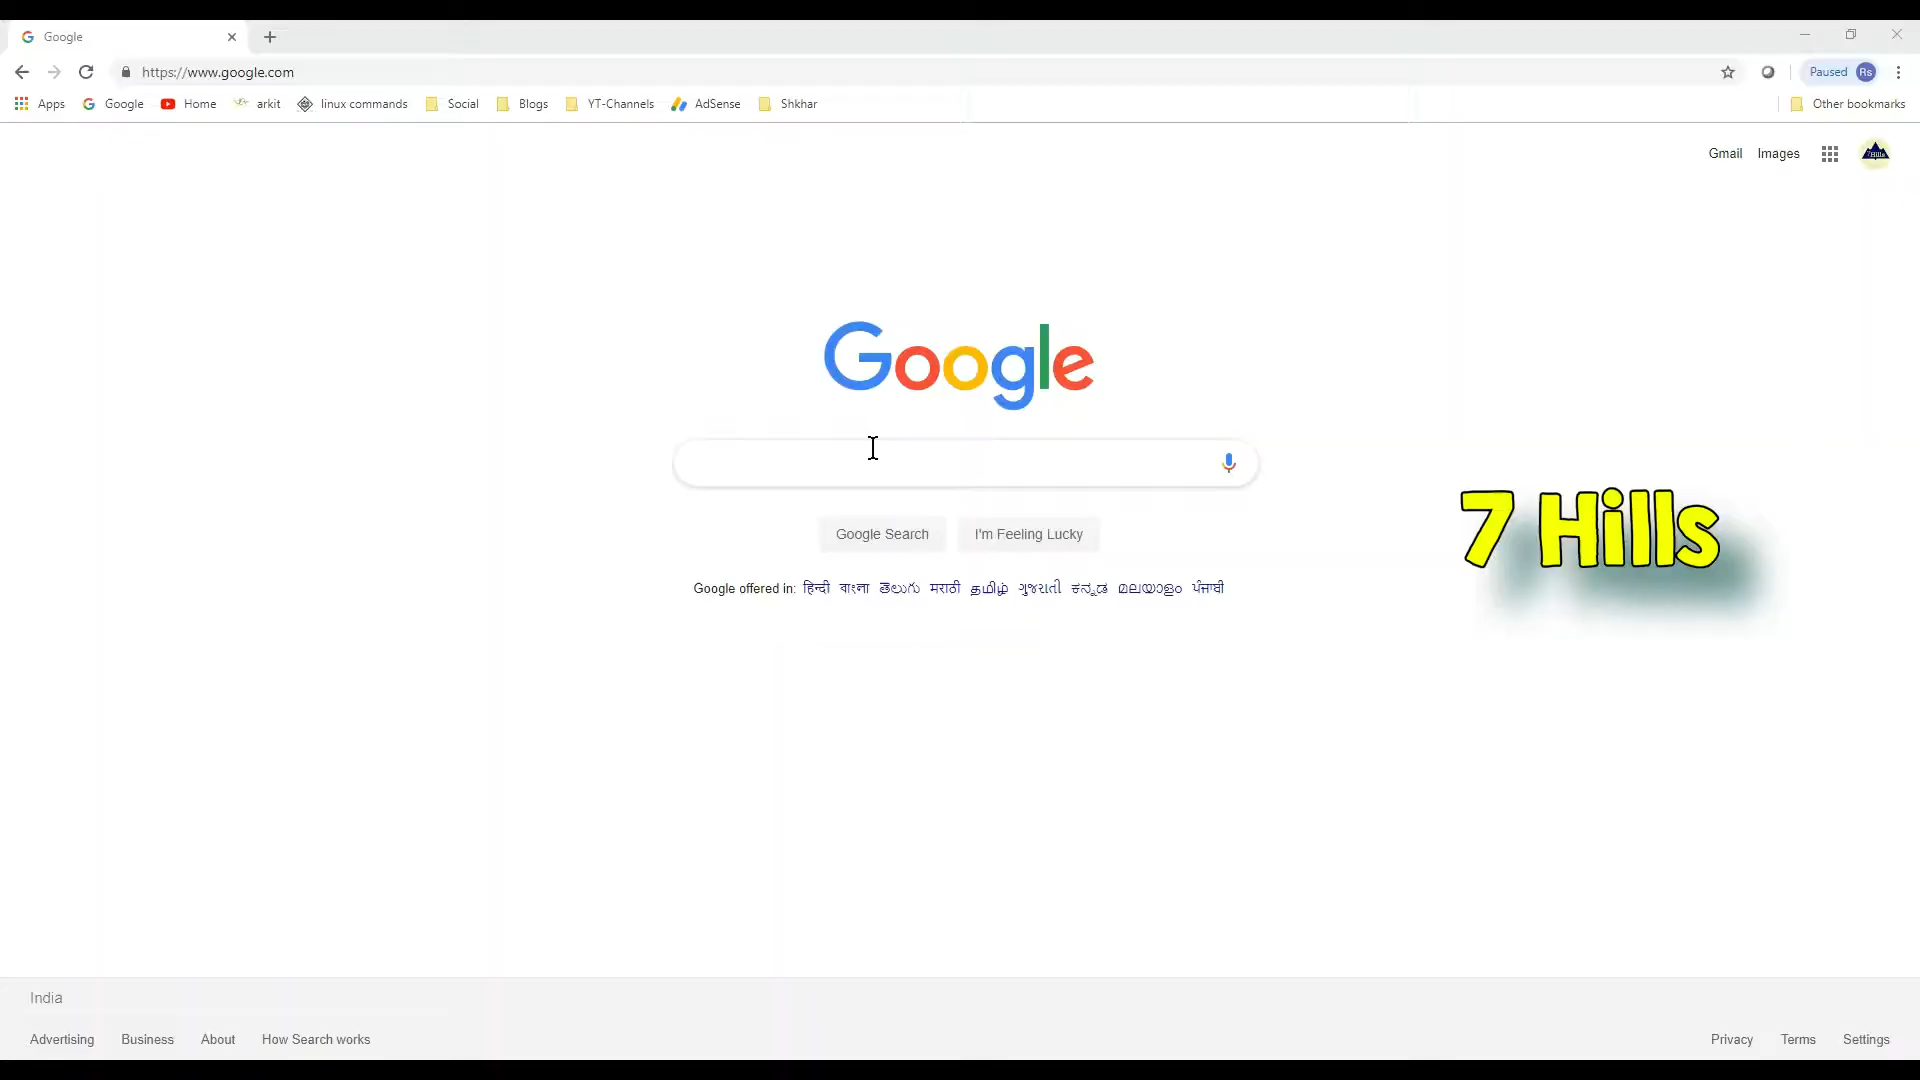 Google
https://www.google.com
Paused Rs
Apps Google Home arkit linux commands Social Blogs YT-Channels AdSense Shkhar Other bookmarks
Gmail Images
Google
7 Hills
Google Search I'm Feeling Lucky
Google offered in: हिन्दी বাংলা తెలుగు मराठी தமிழ் ગુજરાતી ಕನ್ನಡ മലയാളം ਪੰਜਾਬੀ
India
Advertising Business About How Search works Privacy Terms Settings